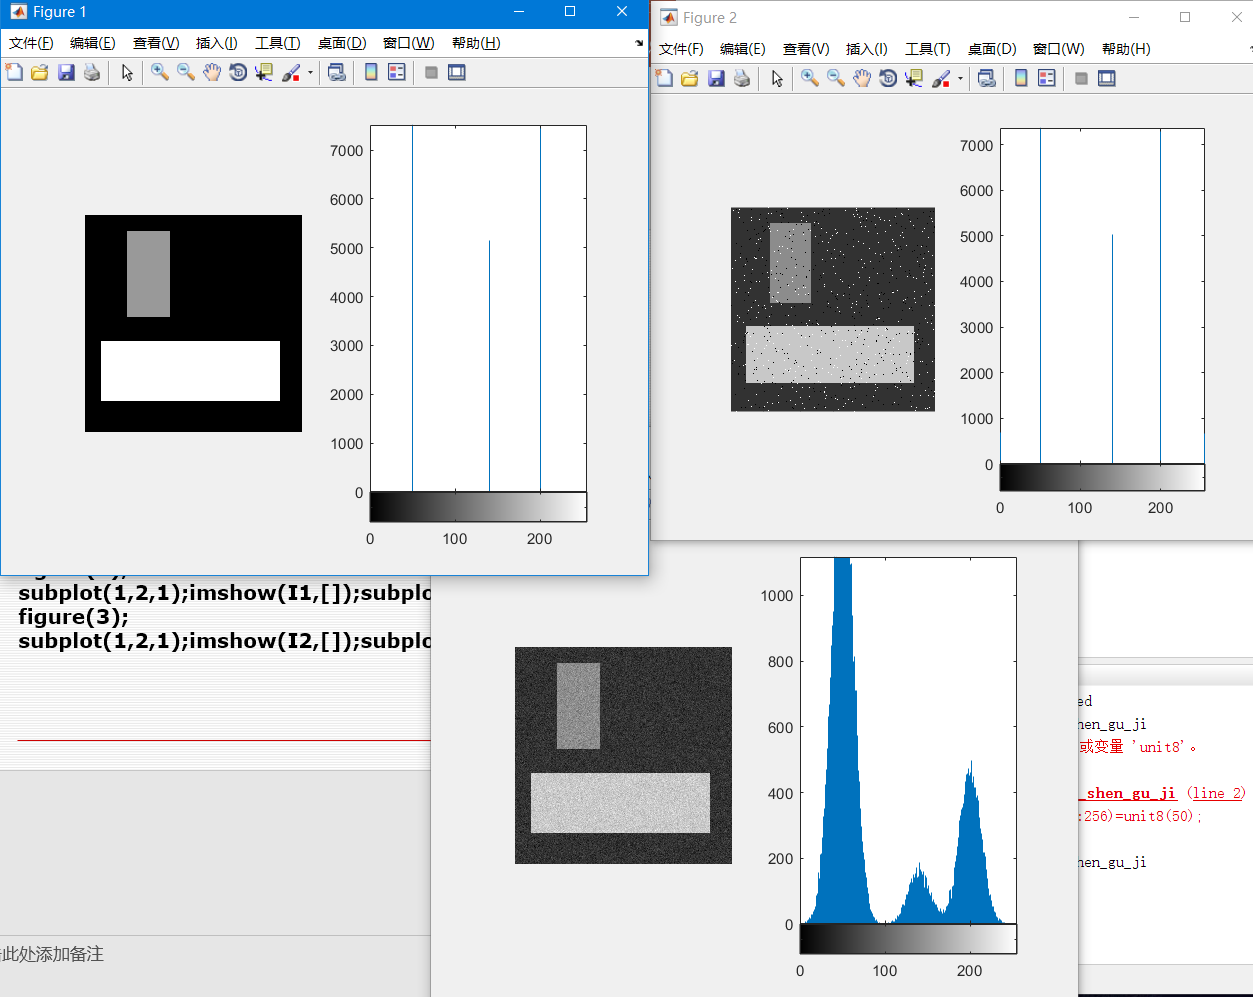 Figure 1
文件(F) 编辑(E) 查看(V) 插入(I) 工具(T) 桌面(D) 窗口(W) 帮助(H)
7000
6000
5000
4000
3000
2000
1000
0
0 100 200
Figure 2
文件(F) 编辑(E) 查看(V) 插入(I) 工具(T) 桌面(D) 窗口(W) 帮助(H)
7000
6000
5000
4000
3000
2000
1000
0
0 100 200
subplot(1,2,1);imshow(I1,[]);subplo
figure(3);
subplot(1,2,1);imshow(I2,[]);subplo
1000
800
600
400
200
0
0 100 200
ed
hen_gu_ji
或变量 'unit8'。
_shen_gu_ji (line 2)
:256)=unit8(50);
hen_gu_ji
此处添加备注